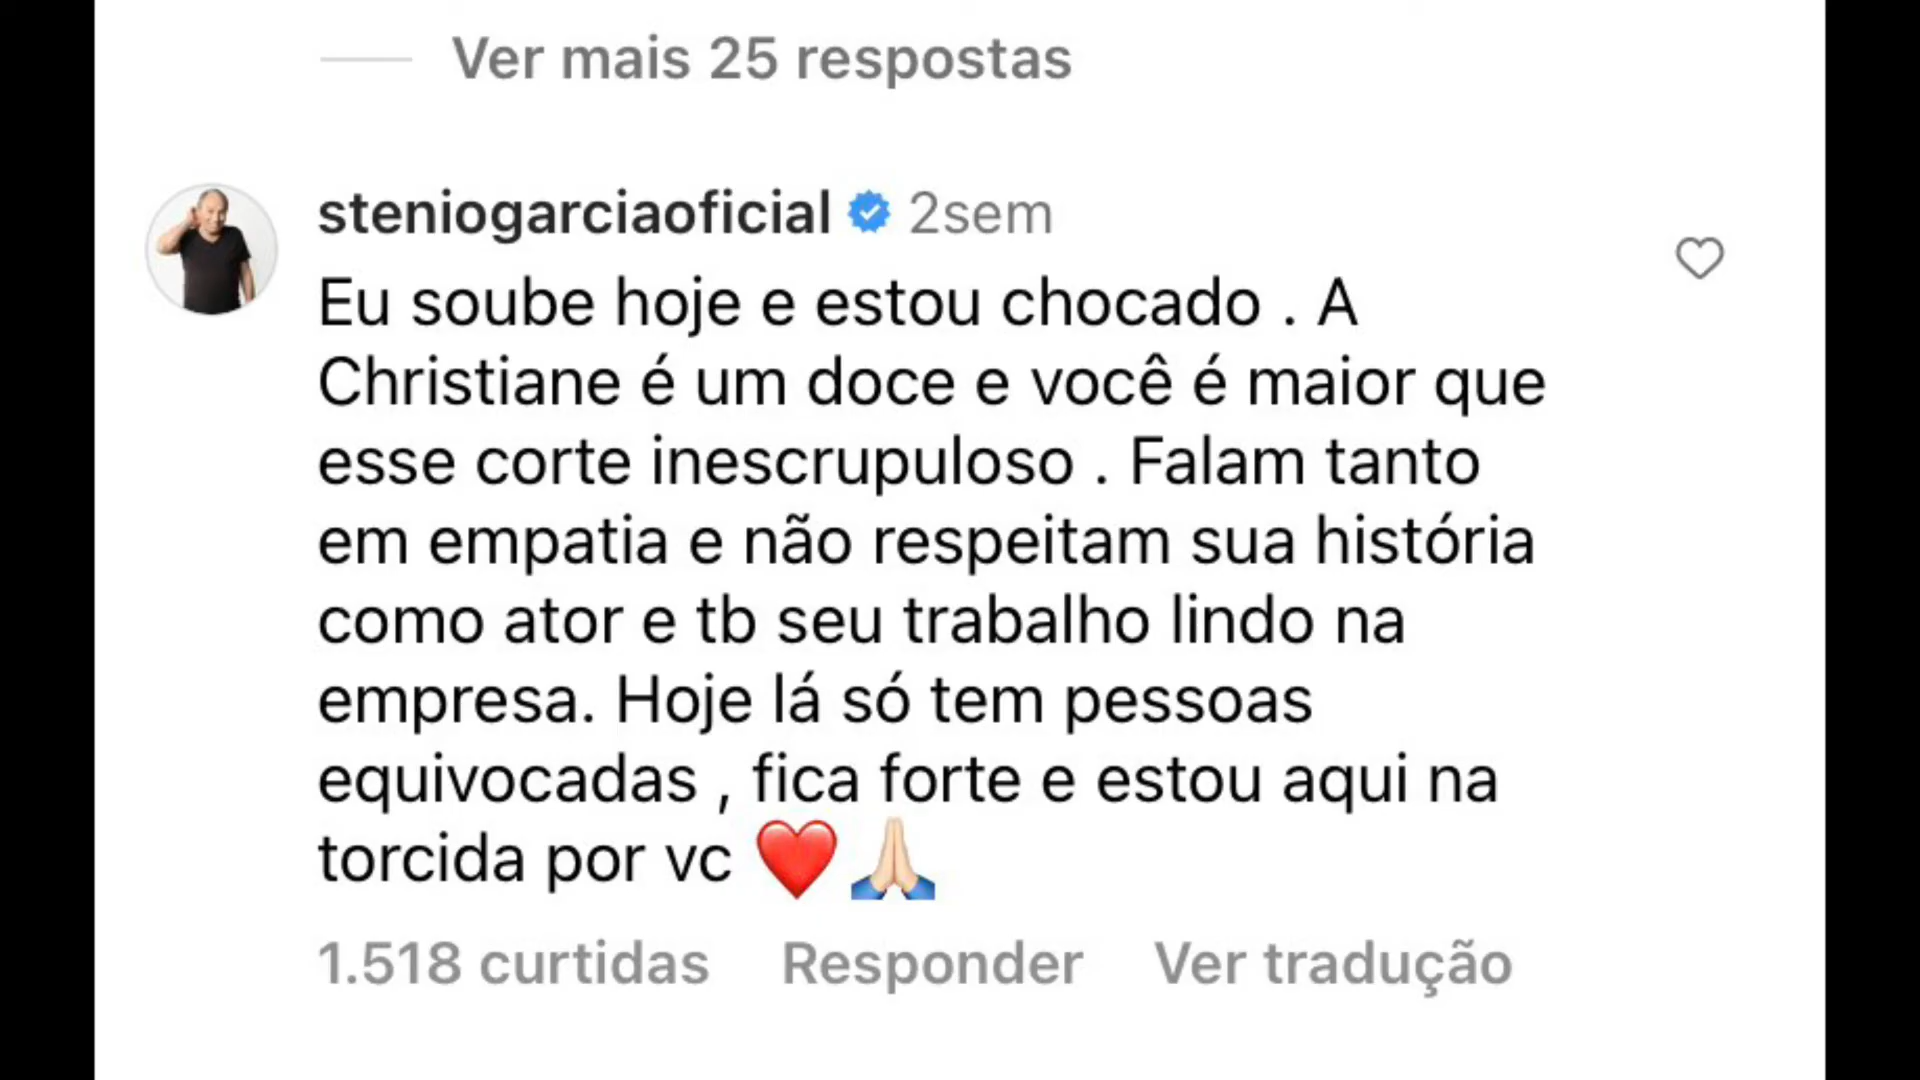 Ver mais 25 respostas
steniogarciaoficial 2sem
Eu soube hoje e estou chocado . A
Christiane é um doce e você é maior que
esse corte inescrupuloso . Falam tanto
em empatia e não respeitam sua história
como ator e tb seu trabalho lindo na
empresa. Hoje lá só tem pessoas
equivocadas , fica forte e estou aqui na
torcida por vc ❤️🙏🏻
1.518 curtidas Responder Ver tradução